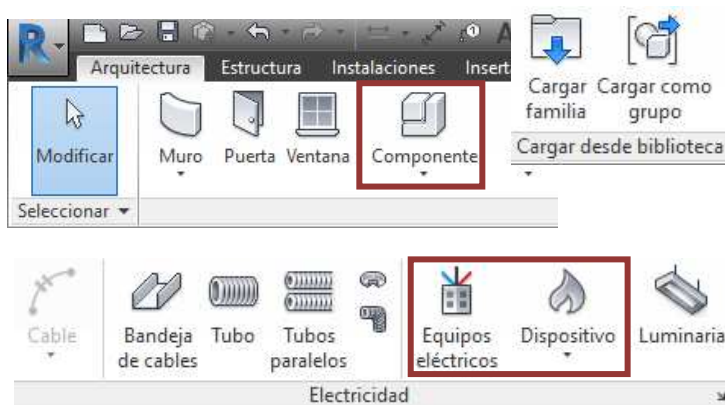 Arquitectura Estructura Instalaciones Insert
Modificar Muro Puerta Ventana Componente
Seleccionar
Cargar Cargar como
familia grupo
Cargar desde biblioteca
Cable Bandeja Tubo Tubos Equipos Dispositivo Luminaria
de cables paralelos eléctricos
Electricidad